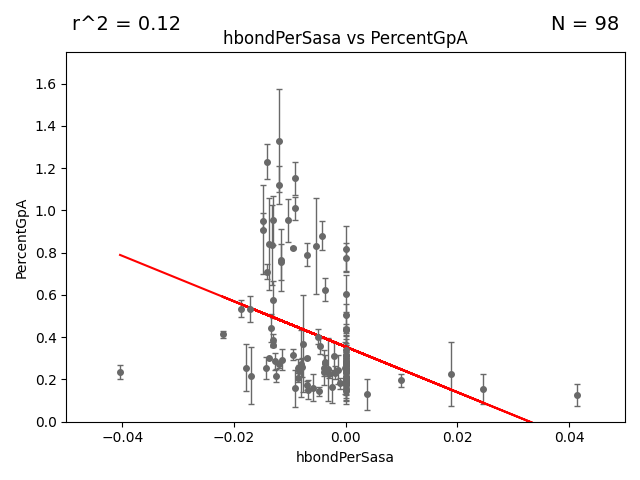 r^2 = 0.12
N = 98
hbondPerSasa vs PercentGpA
PercentGpA
1.6
1.4
1.2
1.0
0.8
0.6
0.4
0.2
0.0
−0.04
−0.02
0.00
0.02
0.04
hbondPerSasa